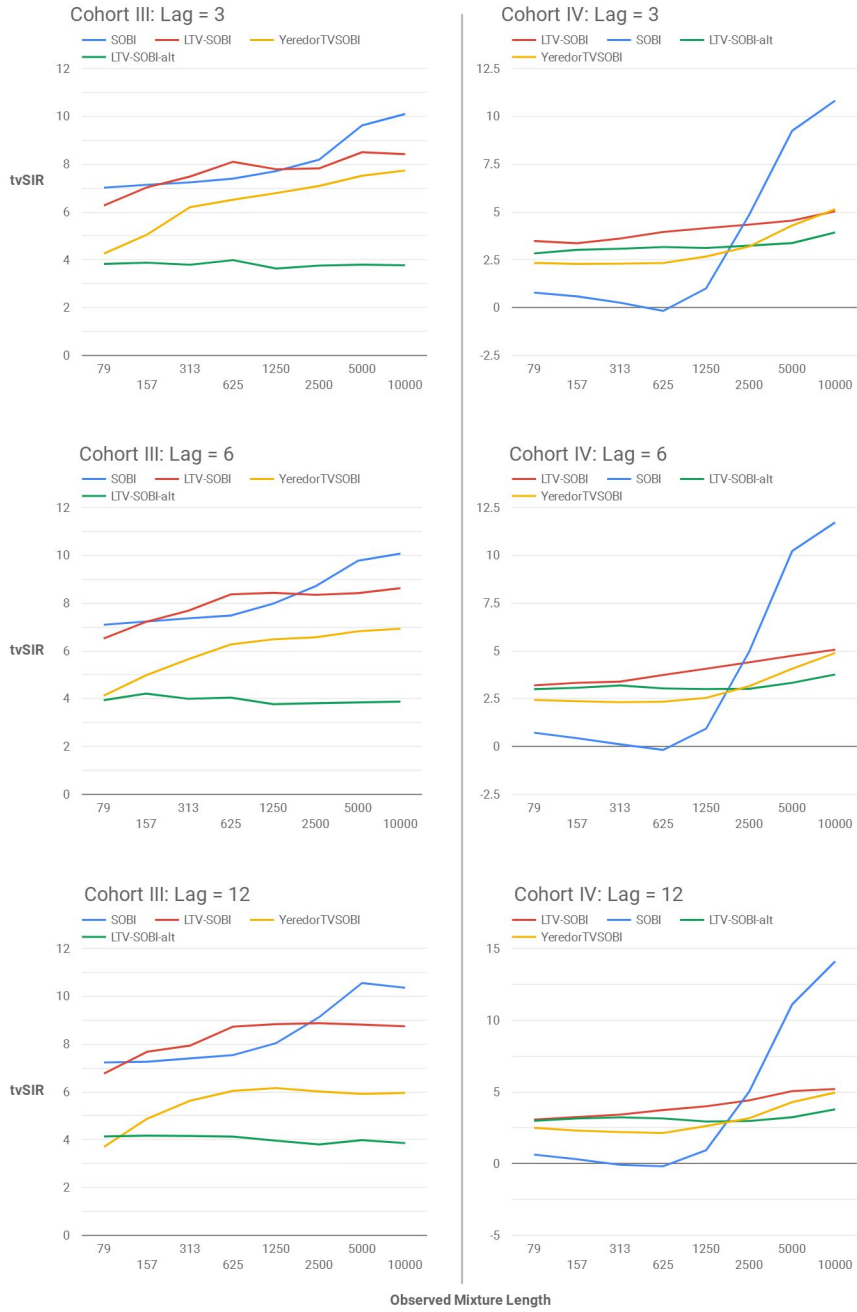 Cohort III: Lag = 3
SOBI LTV-SOBI YeredorTVSOBI
LTV-SOBI-alt
12
10
8
tvSIR
6
4
2
0
79 157 313 625 1250 2500 5000 10000
Cohort IV: Lag = 3
LTV-SOBI SOBI LTV-SOBI-alt
YeredorTVSOBI
12.5
10
7.5
5
2.5
0
-2.5
79 157 313 625 1250 2500 5000 10000
Cohort III: Lag = 6
SOBI LTV-SOBI YeredorTVSOBI
LTV-SOBI-alt
12
10
8
tvSIR
6
4
2
0
79 157 313 625 1250 2500 5000 10000
Cohort IV: Lag = 6
LTV-SOBI SOBI LTV-SOBI-alt
YeredorTVSOBI
12.5
10
7.5
5
2.5
0
-2.5
79 157 313 625 1250 2500 5000 10000
Cohort III: Lag = 12
SOBI LTV-SOBI YeredorTVSOBI
LTV-SOBI-alt
12
10
8
tvSIR
6
4
2
0
79 157 313 625 1250 2500 5000 10000
Cohort IV: Lag = 12
LTV-SOBI SOBI LTV-SOBI-alt
YeredorTVSOBI
15
10
5
0
-5
79 157 313 625 1250 2500 5000 10000
Observed Mixture Length